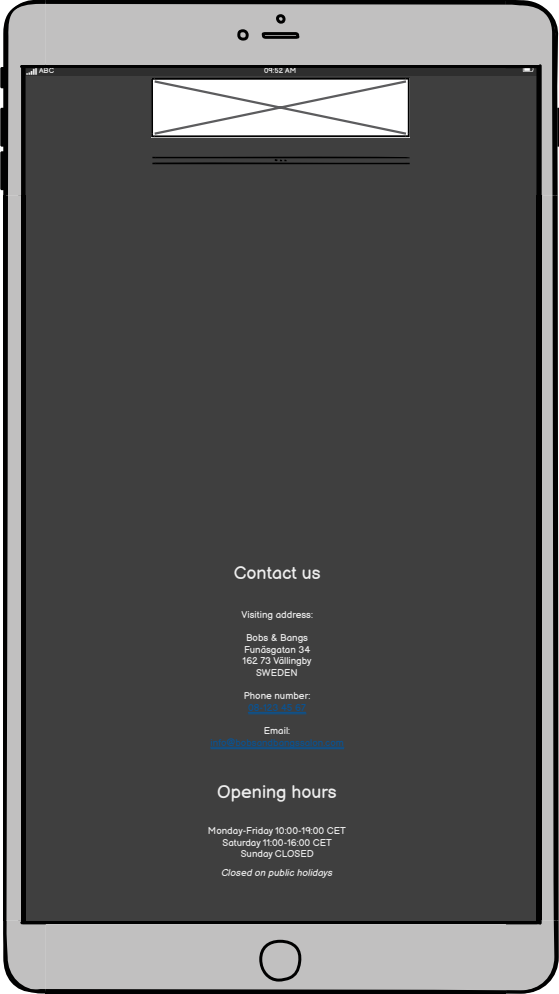 ABC
09:52 AM
Contact us
Visiting address:
Bobs & Bangs
Funäsgatan 34
162 73 Vällingby
SWEDEN
Phone number:
Email:
Opening hours
Monday-Friday 10:00-19:00 CET
Saturday 11:00-16:00 CET
Sunday CLOSED
Closed on public holidays